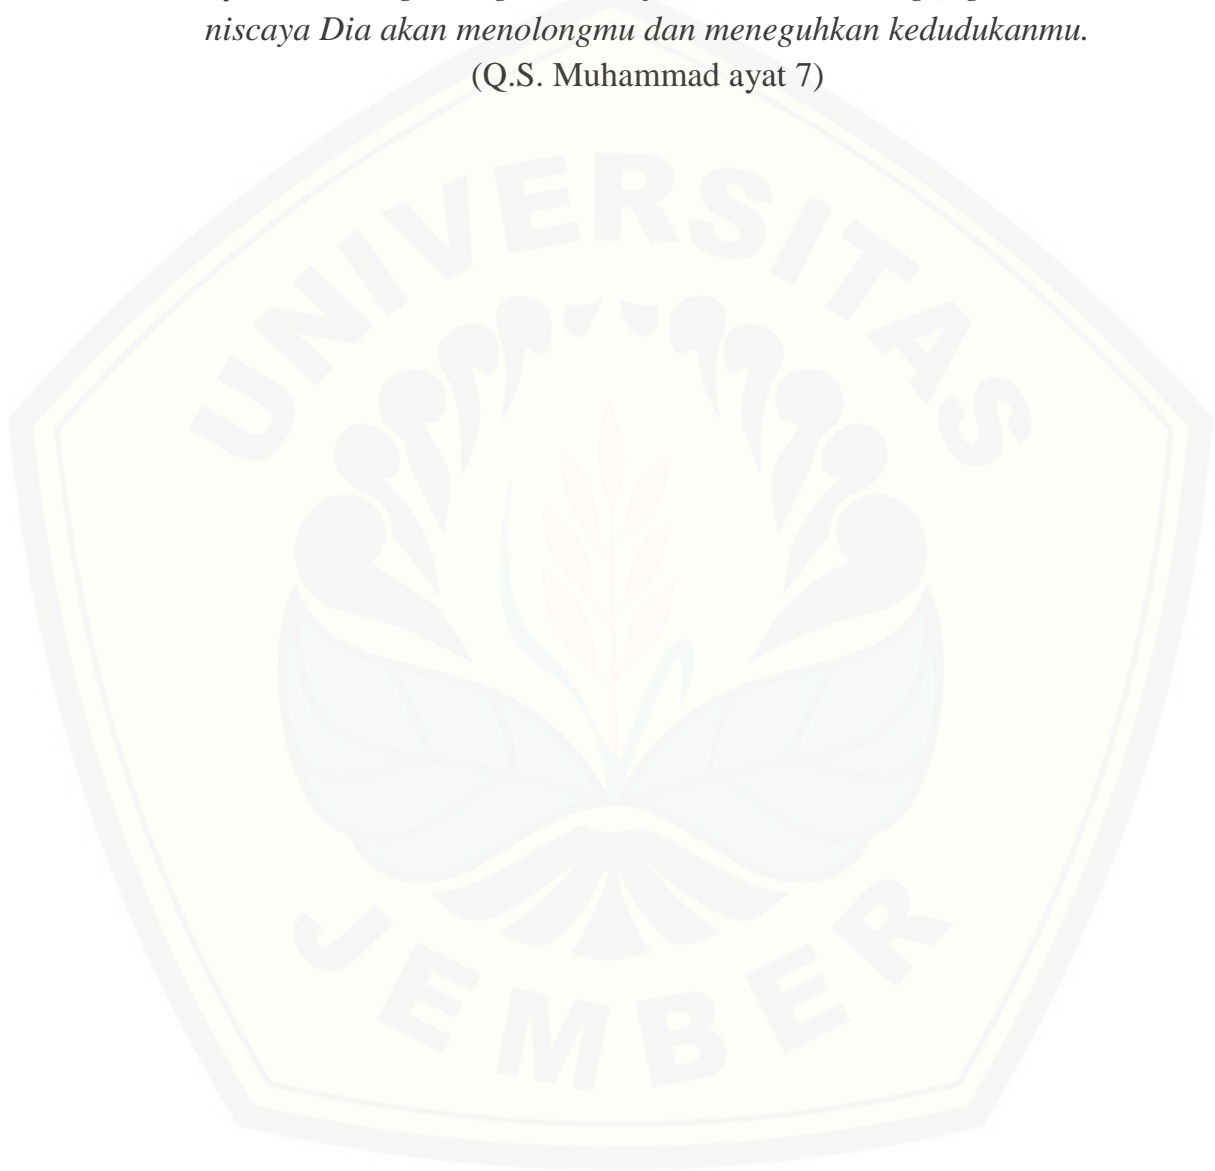 niscaya Dia akan menolongmu dan meneguhkan kedudukanmu.
(Q.S. Muhammad ayat 7)
UNIVERSITAS
JEMBER